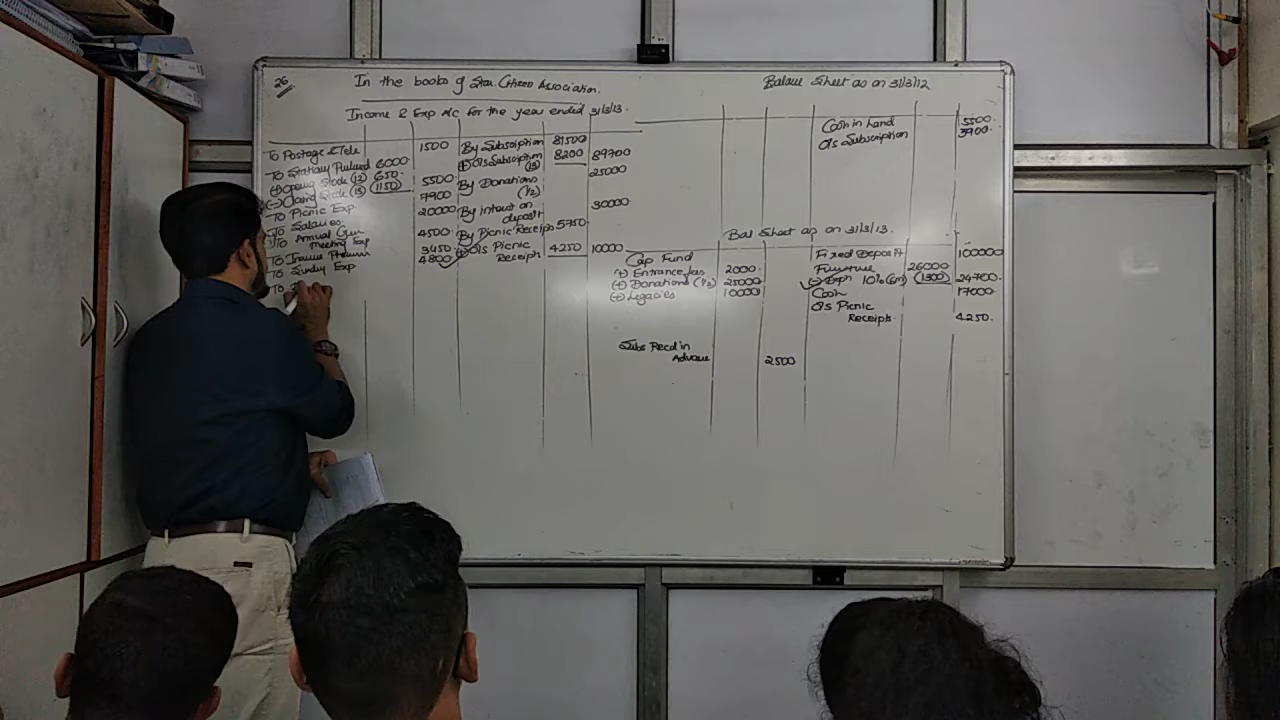 26
In the books of Star Citizen Association.
Income & Exp A/c for the year ended 31/3/13.
To Postage & Tele 1500
To Stationery 6000
(+) Opening Stock (12) 650
(-) Closing Stock (13) (1150) 5500
To Picnic Exp 7900
To Salaries 20000
To Annual Gen
Meeting Exp 4500
To Insurance Premium 3450
To Sundry Exp 4800
To
By Subscription 81500
(+) O/s Subscription 8200 89700
(13)
By Donations 25000
(1/2)
By interest on
deposit 30000
By Picnic Receipt 5750
(+) O/s Picnic
Receipt 4250 10000
Balance Sheet as on 31/3/12
Cash in hand 5500
O/s Subscription 3900
Bal Sheet as on 31/3/13.
Cap Fund
(+) Entrance fees 2000
(+) Donations (1/2) 25000
(+) Legacies 10000
Subs Recd in
Advance 2500
Fixed Deposit 100000
Furniture 26000
(-) Deprn 10% (6m) (1300) 24700
Cash 17000
O/s Picnic
Receipts 4250